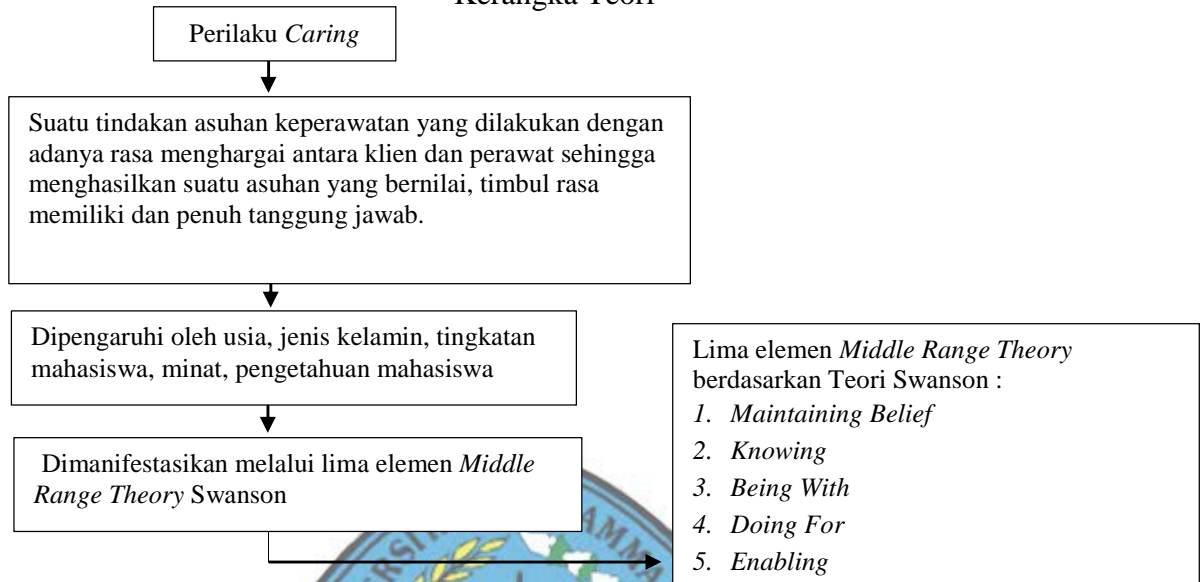 Kerangka Teori
Perilaku Caring
Suatu tindakan asuhan keperawatan yang dilakukan dengan
adanya rasa menghargai antara klien dan perawat sehingga
menghasilkan suatu asuhan yang bernilai, timbul rasa
memiliki dan penuh tanggung jawab.
Dipengaruhi oleh usia, jenis kelamin, tingkatan
mahasiswa, minat, pengetahuan mahasiswa
Dimanifestasikan melalui lima elemen Middle
Range Theory Swanson
Lima elemen Middle Range Theory
berdasarkan Teori Swanson :
1. Maintaining Belief
2. Knowing
3. Being With
4. Doing For
5. Enabling